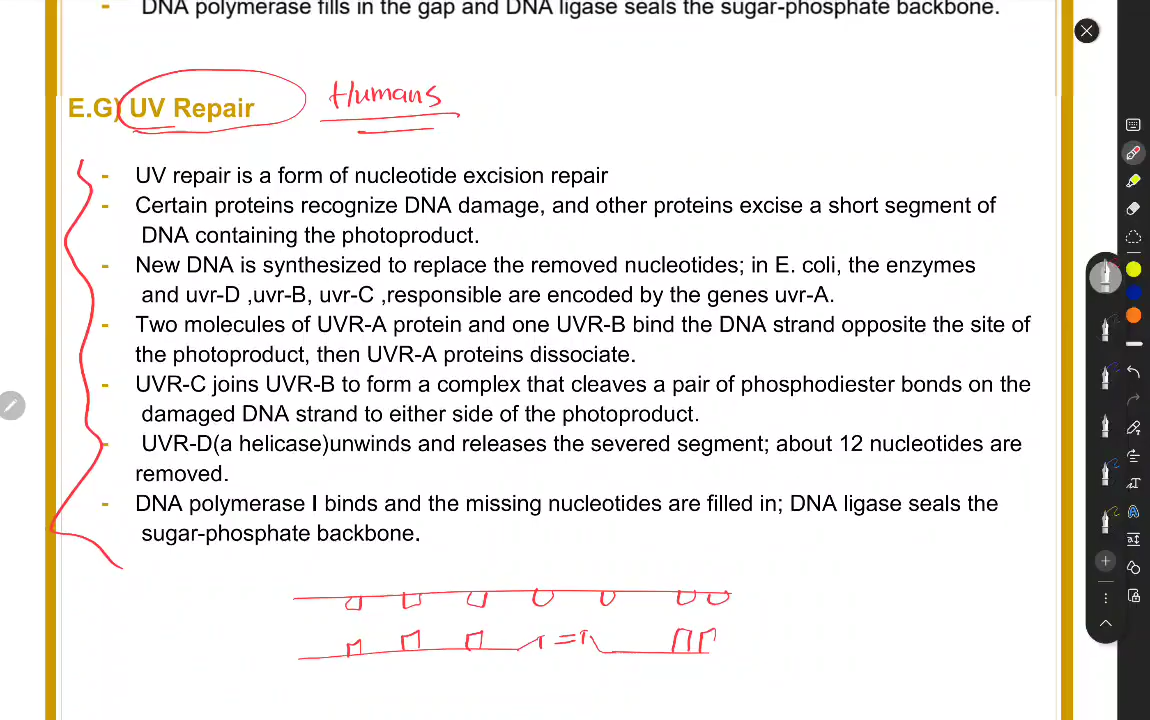 - DNA polymerase fills in the gap and DNA ligase seals the sugar-phosphate backbone.
E.G) UV Repair Humans
- UV repair is a form of nucleotide excision repair
- Certain proteins recognize DNA damage, and other proteins excise a short segment of
DNA containing the photoproduct.
- New DNA is synthesized to replace the removed nucleotides; in E. coli, the enzymes
and uvr-D ,uvr-B, uvr-C ,responsible are encoded by the genes uvr-A.
- Two molecules of UVR-A protein and one UVR-B bind the DNA strand opposite the site of
the photoproduct, then UVR-A proteins dissociate.
- UVR-C joins UVR-B to form a complex that cleaves a pair of phosphodiester bonds on the
damaged DNA strand to either side of the photoproduct.
- UVR-D(a helicase)unwinds and releases the severed segment; about 12 nucleotides are
removed.
- DNA polymerase I binds and the missing nucleotides are filled in; DNA ligase seals the
sugar-phosphate backbone.
T=T